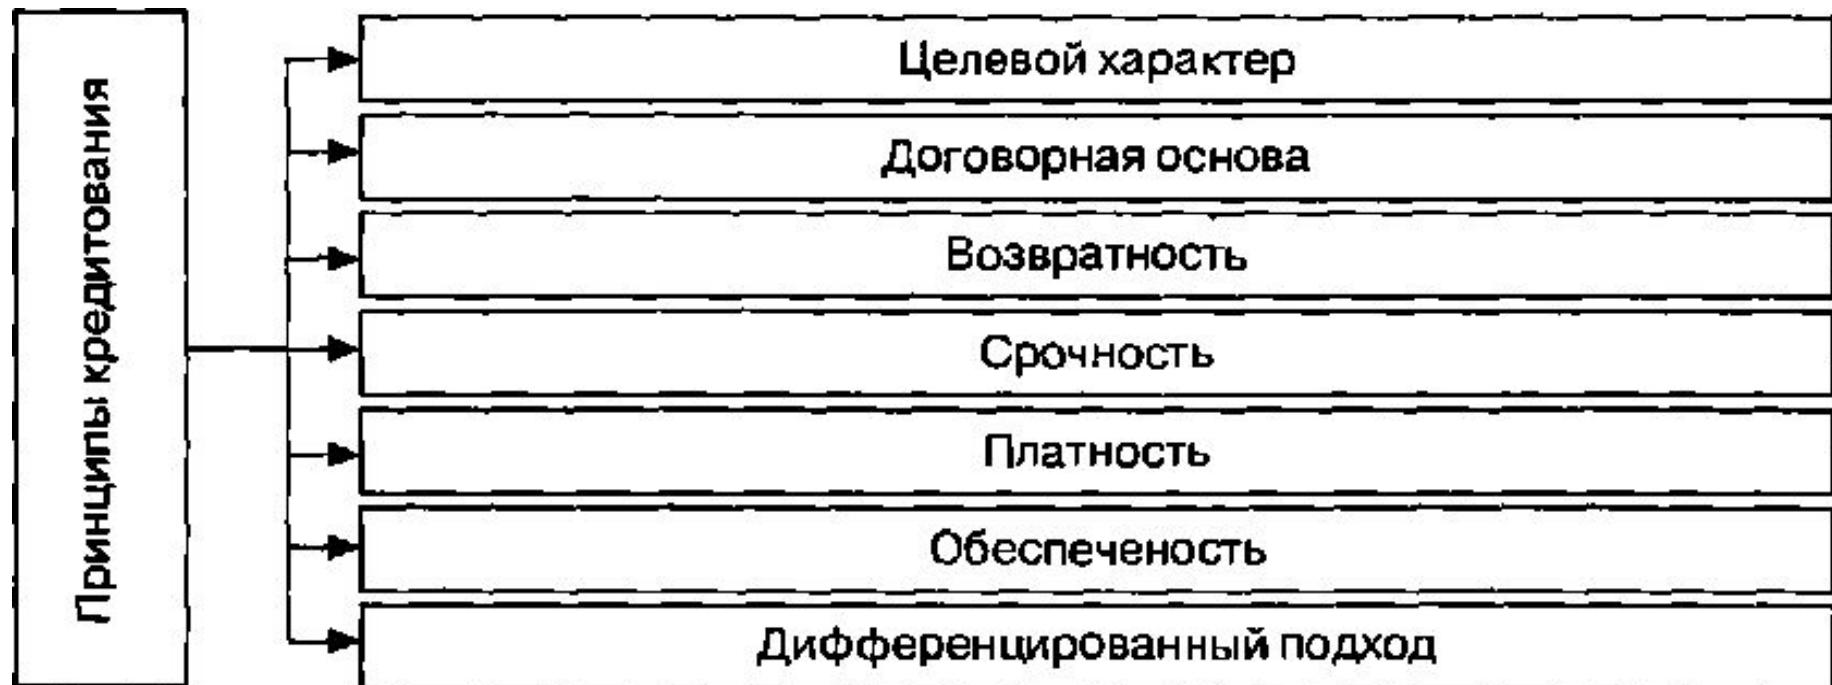 Принципы кредитования
Целевой характер
Договорная основа
Возвратность
Срочность
Платность
Обеспеченость
Дифференцированный подход